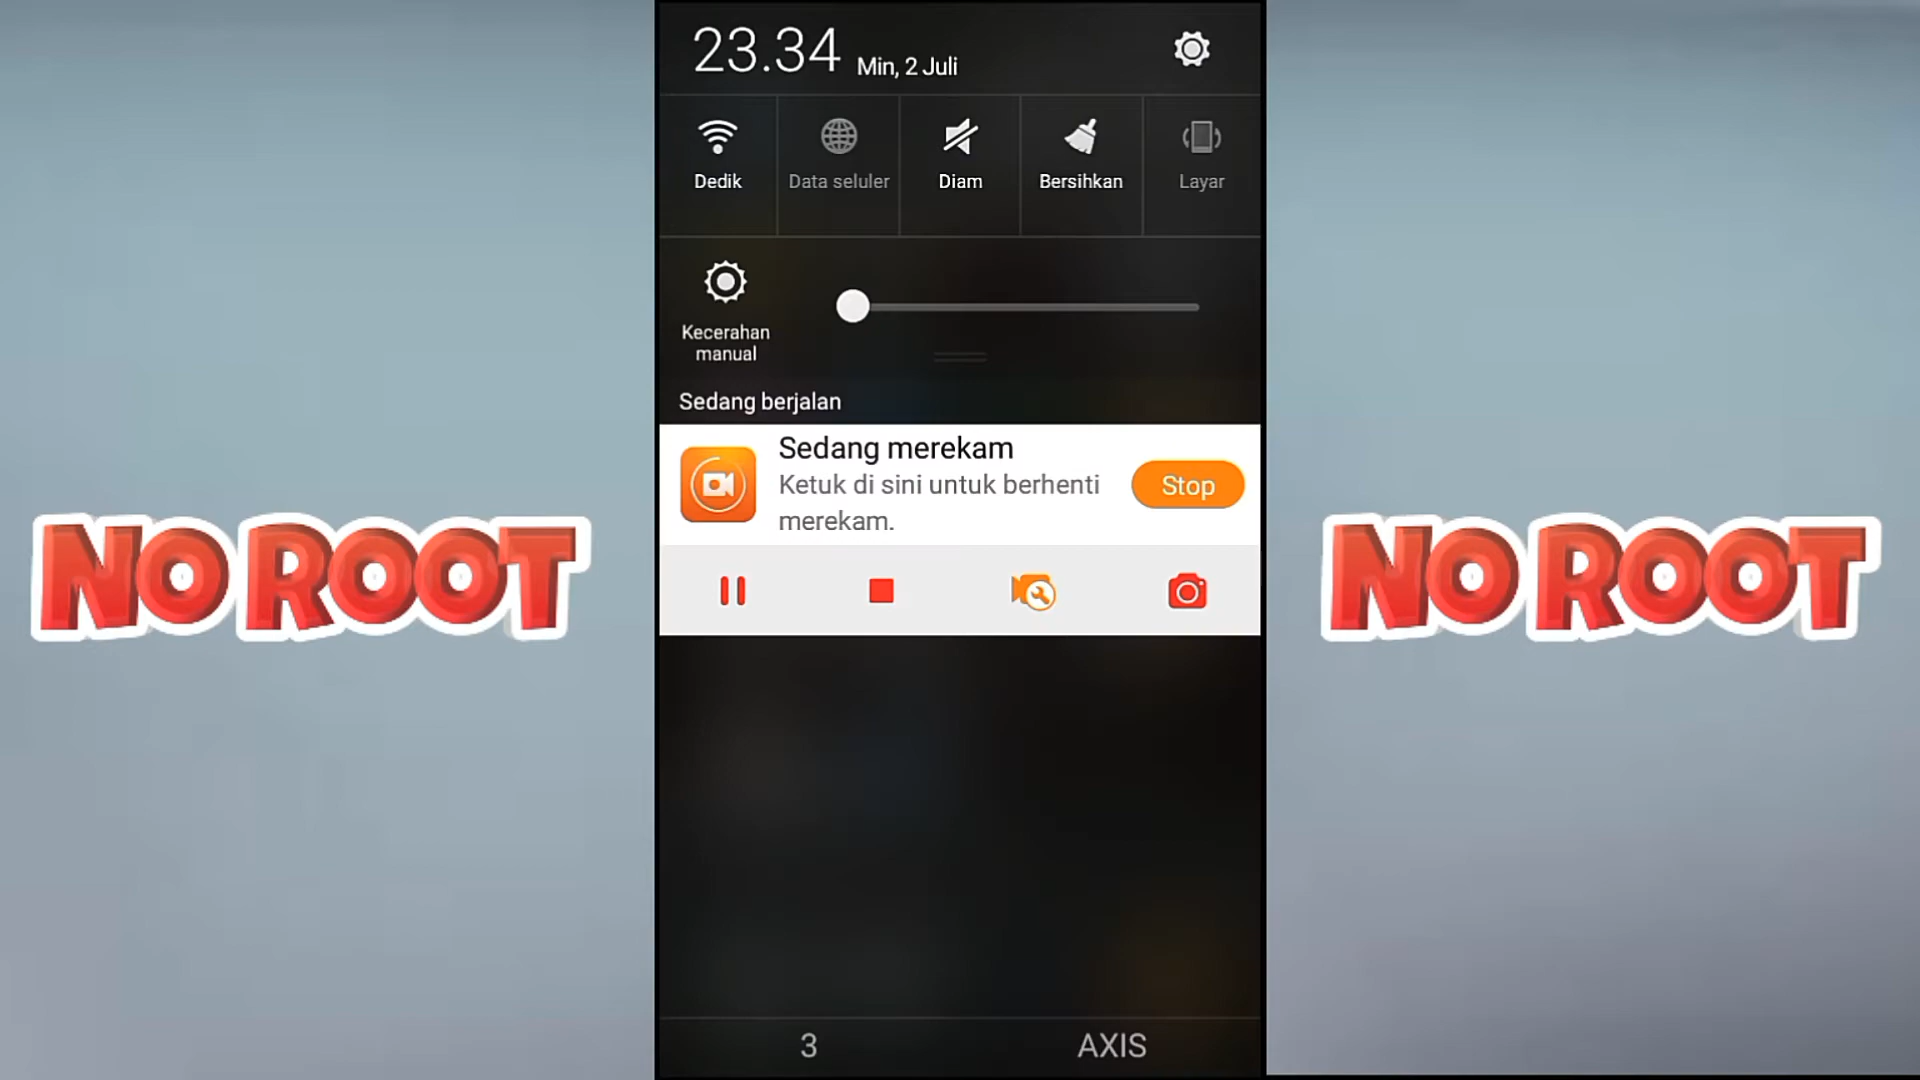 23.34 Min, 2 Juli
Dedik Data seluler Diam Bersihkan Layar
Kecerahan
manual
Sedang berjalan
Sedang merekam
Ketuk di sini untuk berhenti
merekam.
Stop
NO ROOT
NO ROOT
3 AXIS